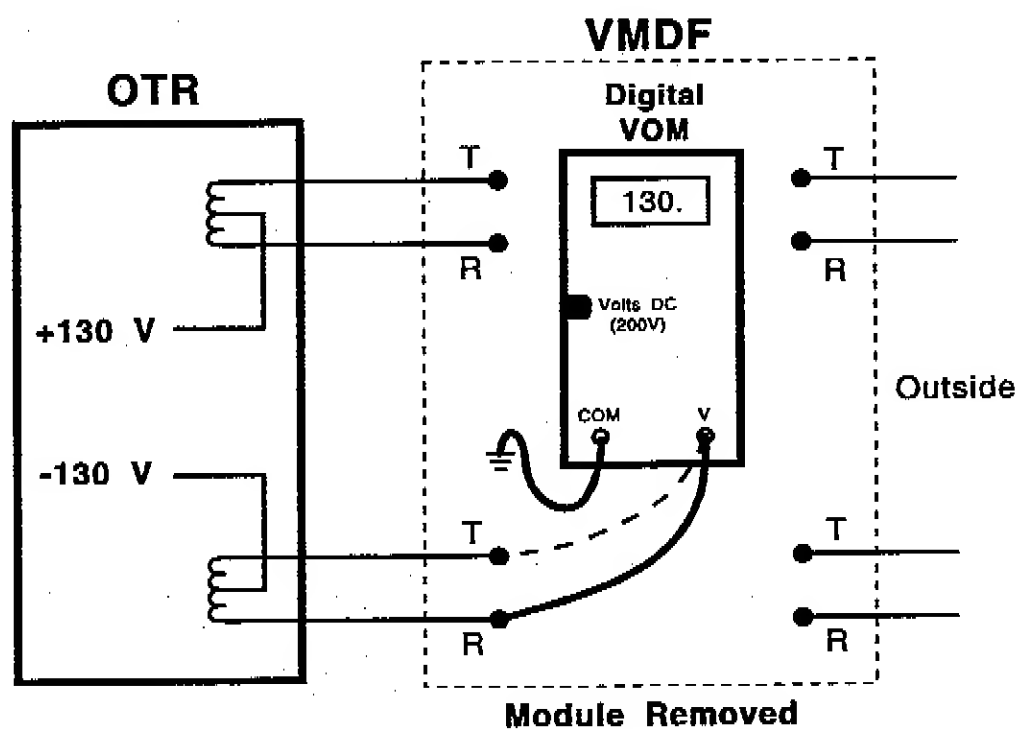 VMDF
OTR
Digital
VOM
T
T
130.
R
R
Volts DC
(200V)
+130 V
Outside
COM
V
-130 V
T
T
R
R
Module Removed